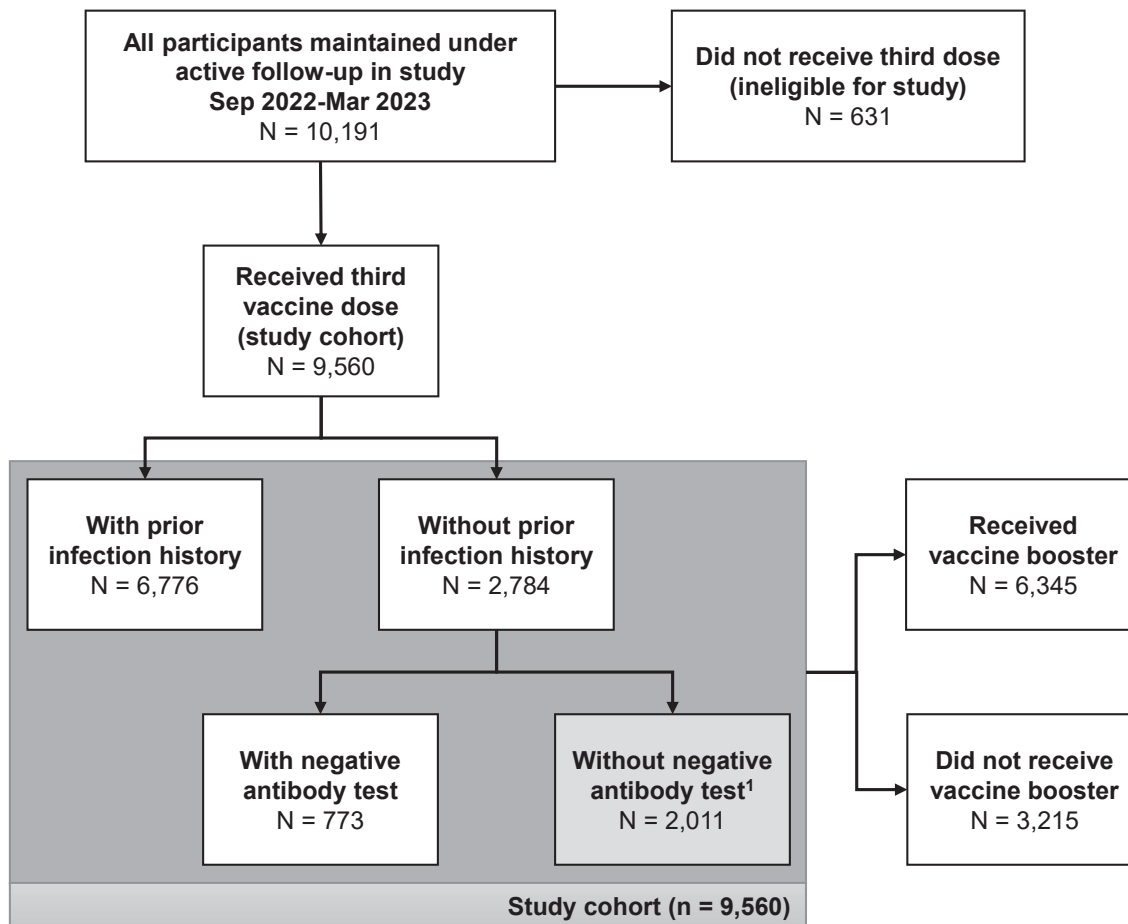 All participants maintained under
active follow-up in study
Sep 2022-Mar 2023
N = 10,191
Did not receive third dose
(ineligible for study)
N = 631
Received third
vaccine dose
(study cohort)
N = 9,560
With prior
infection history
N = 6,776
Without prior
infection history
N = 2,784
Received
vaccine booster
N = 6,345
With negative
antibody test
N = 773
Without negative
antibody test¹
N = 2,011
Did not receive
vaccine booster
N = 3,215
Study cohort (n = 9,560)